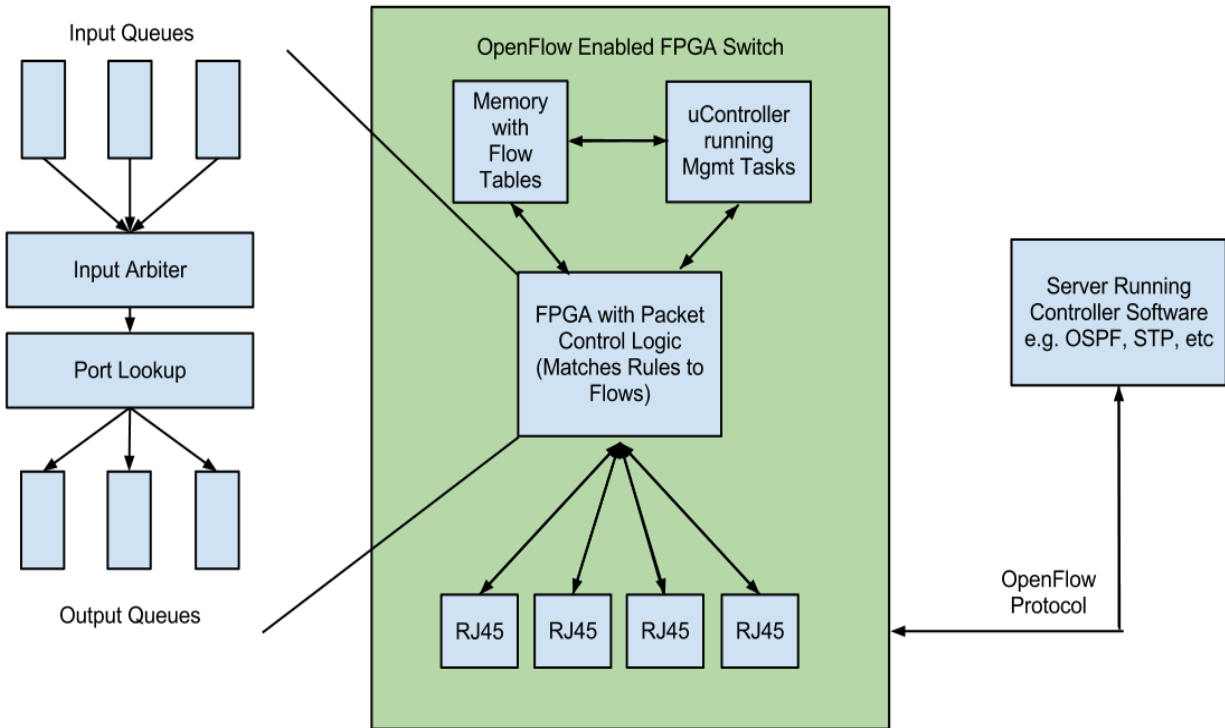 Input Queues
Input Arbiter
Port Lookup
Output Queues
OpenFlow Enabled FPGA Switch
Memory
with
Flow
Tables
uController
running
Mgmt Tasks
FPGA with Packet
Control Logic
(Matches Rules to
Flows)
RJ45
RJ45
RJ45
RJ45
Server Running
Controller Software
e.g. OSPF, STP, etc
OpenFlow
Protocol